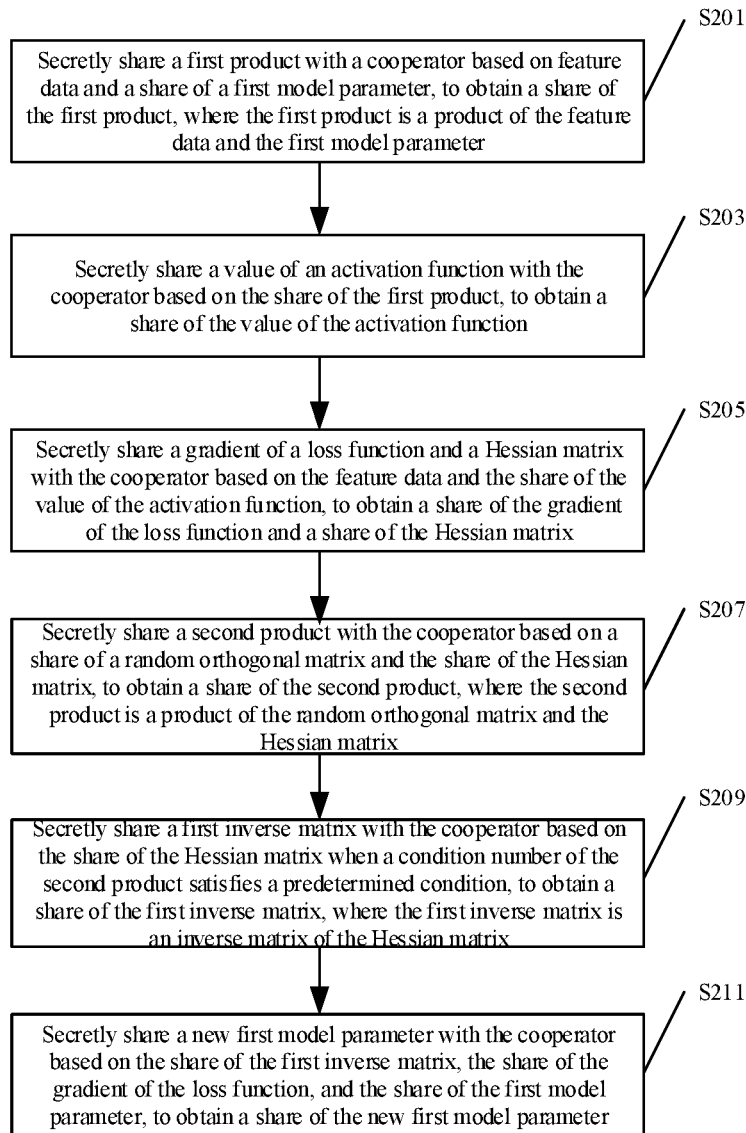 S201
Secretly share a first product with a cooperator based on feature
data and a share of a first model parameter, to obtain a share of
the first product, where the first product is a product of the feature
data and the first model parameter
S203
Secretly share a value of an activation function with the
cooperator based on the share of the first product, to obtain a
share of the value of the activation function
S205
Secretly share a gradient of a loss function and a Hessian matrix
with the cooperator based on the feature data and the share of the
value of the activation function, to obtain a share of the gradient
of the loss function and a share of the Hessian matrix
S207
Secretly share a second product with the cooperator based on a
share of a random orthogonal matrix and the share of the Hessian
matrix, to obtain a share of the second product, where the second
product is a product of the random orthogonal matrix and the
Hessian matrix
S209
Secretly share a first inverse matrix with the cooperator based on
the share of the Hessian matrix when a condition number of the
second product satisfies a predetermined condition, to obtain a
share of the first inverse matrix, where the first inverse matrix is
an inverse matrix of the Hessian matrix
S211
Secretly share a new first model parameter with the cooperator
based on the share of the first inverse matrix, the share of the
gradient of the loss function, and the share of the first model
parameter, to obtain a share of the new first model parameter